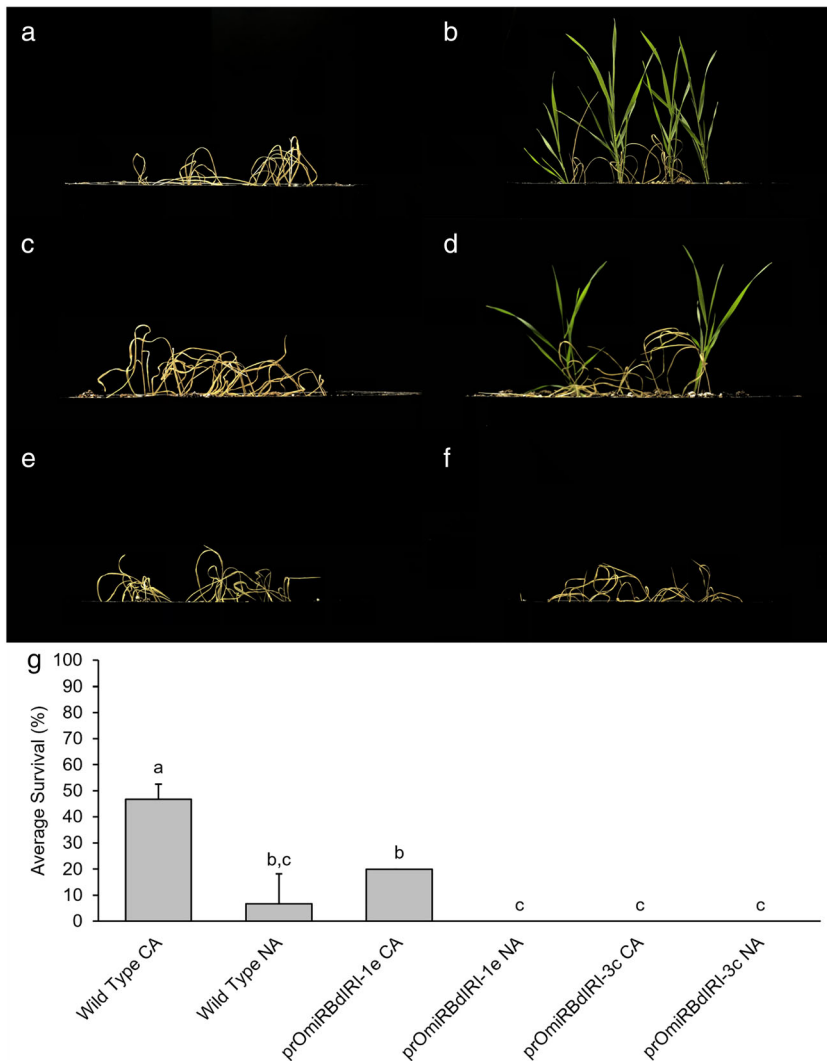 a
b
c
d
e
f
g
100
90
80
70
60
50
40
30
20
10
0
Average Survival (%)
a
b,c
b
c
c
c
Wild Type CA
Wild Type NA
prOmiRBdIRI-1e CA
prOmiRBdIRI-1e NA
prOmiRBdIRI-3c CA
prOmiRBdIRI-3c NA